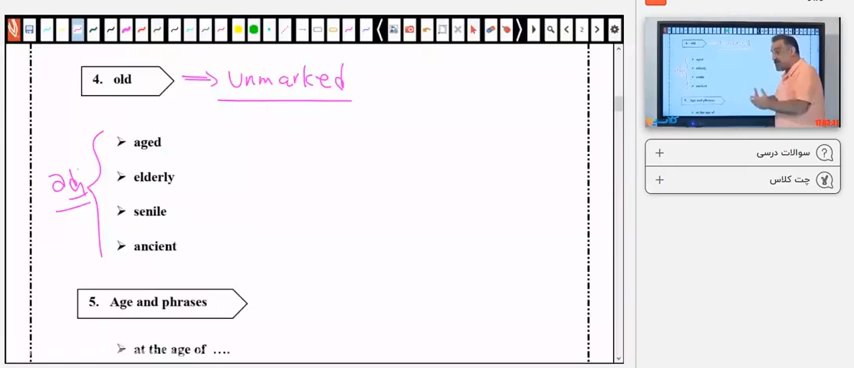 4. old ⇒ unmarked
adj
aged
elderly
senile
ancient
5. Age and phrases
at the age of ....
2
سوالات درسی
چت کلاس